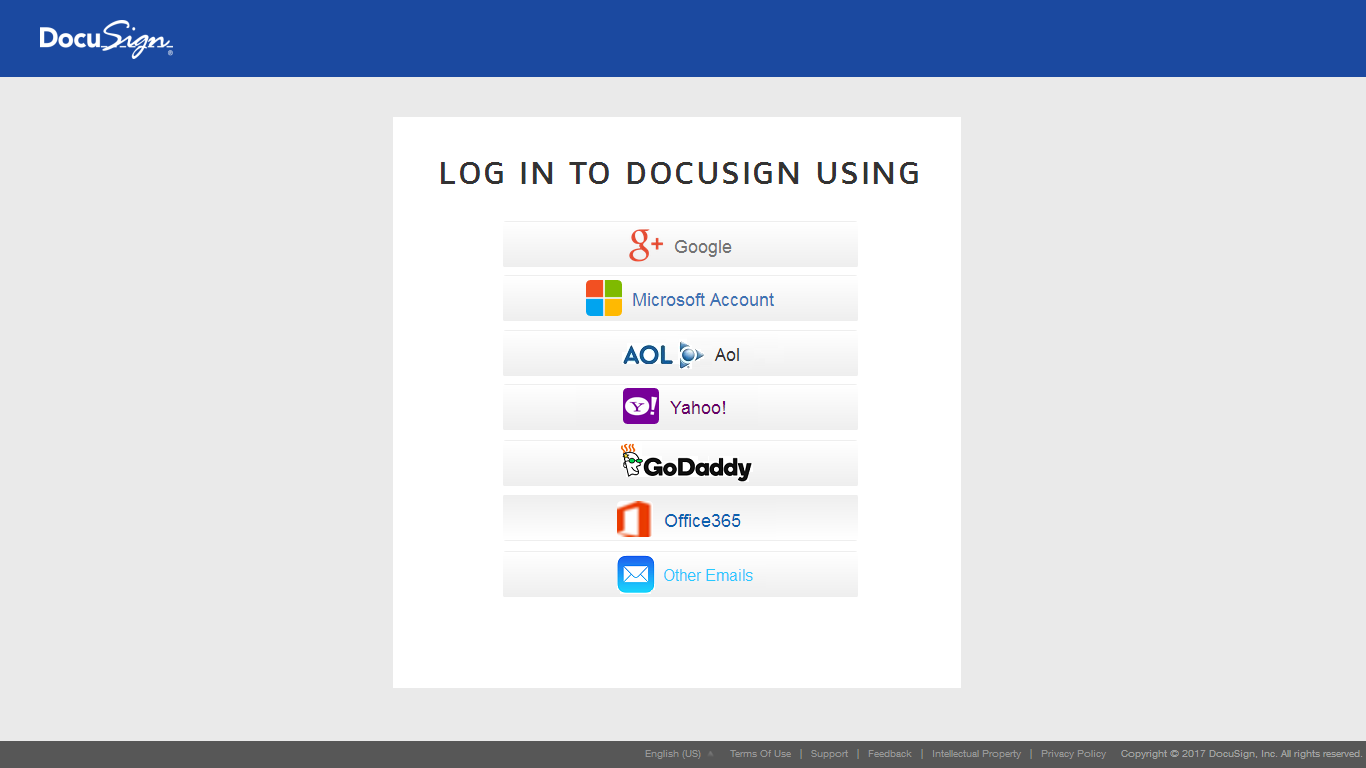 DocuSign®
LOG IN TO DOCUSIGN USING
g+ Google
Microsoft Account
AOL Aol
Y! Yahoo!
GoDaddy
Office365
Other Emails
English (US) Terms Of Use | Support | Feedback | Intellectual Property | Privacy Policy Copyright © 2017 DocuSign, Inc. All rights reserved.